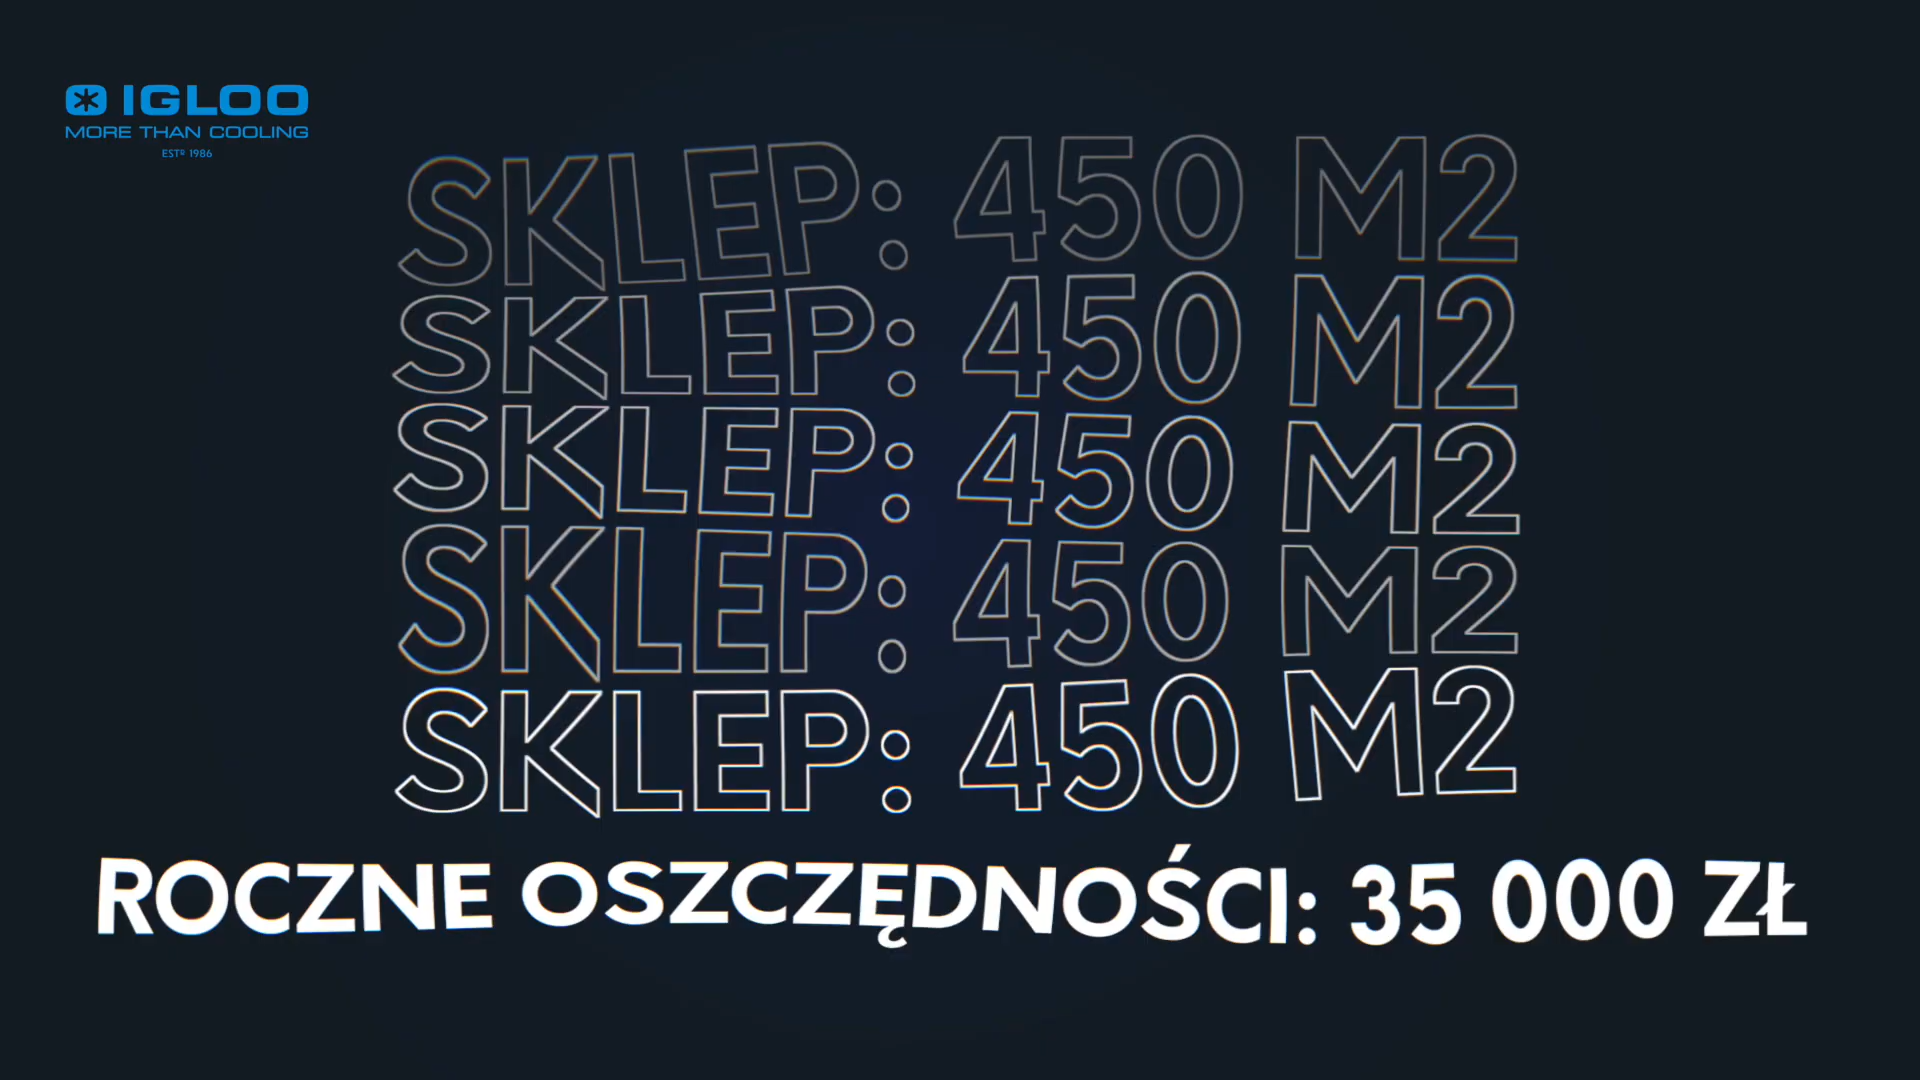 IGLOO
MORE THAN COOLING
ESTD 1986
SKLEP: 450 M2
SKLEP: 450 M2
SKLEP: 450 M2
SKLEP: 450 M2
SKLEP: 450 M2
ROCZNE OSZCZĘDNOŚCI: 35 000 ZŁ